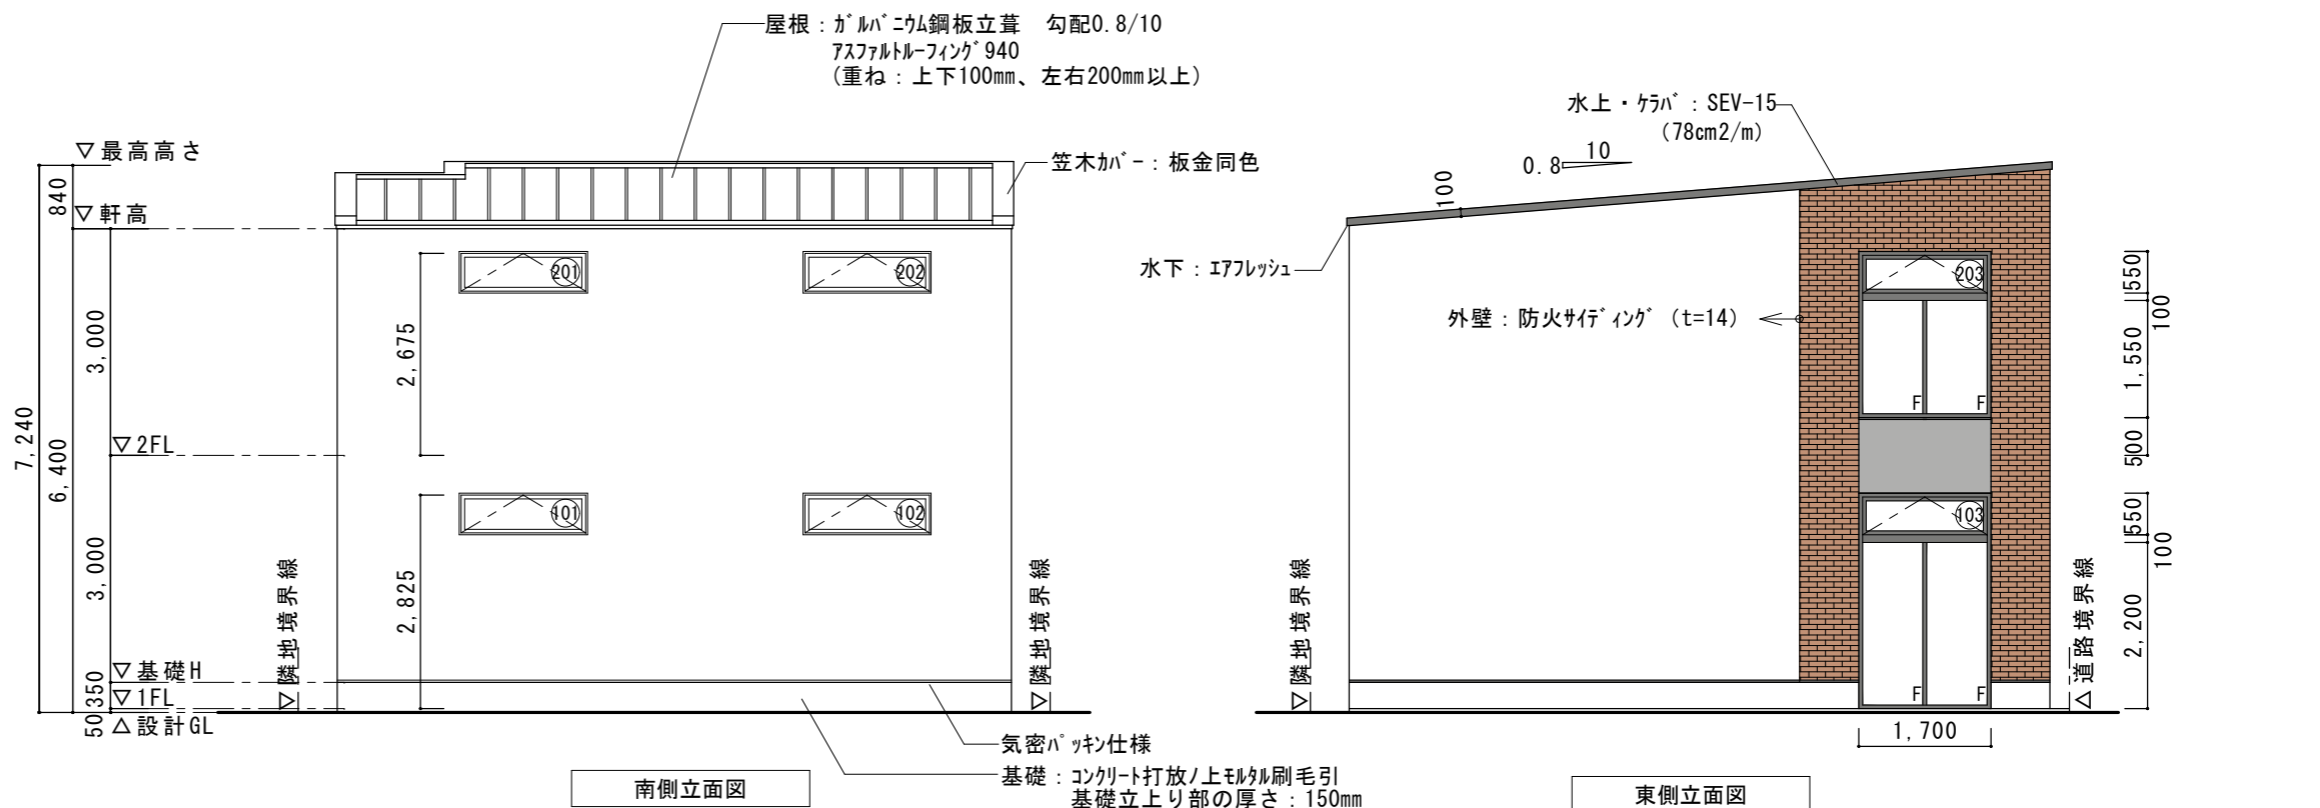 屋根：ｶﾞﾙﾊﾞﾆｳﾑ鋼板立葺　勾配0.8/10
ｱｽﾌｧﾙﾄﾙｰﾌｨﾝｸﾞ940
(重ね：上下100mm、左右200mm以上)
水上・ｹﾗﾊﾞ：SEV-15
(78cm2/m)
▽最高高さ
笠木ｶﾊﾞｰ：板金同色
10
0.8
100
840
▽軒高
水下：ｴｱﾌﾚｯｼｭ
201
202
203
550
100
外壁：防火ｻｲﾃﾞｨﾝｸﾞ (t=14)
3,000
2,675
1,550
F
F
7,240
6,400
▽2FL
500
101
102
103
550
100
3,000
2,825
▽隣地境界線
▽隣地境界線
▽隣地境界線
△道路境界線
2,200
▽基礎H
350
▽1FL
50
△設計GL
F
F
1,700
気密ﾊﾟｯｷﾝ仕様
基礎：ｺﾝｸﾘｰﾄ打放ﾉ上ﾓﾙﾀﾙ刷毛引
基礎立上り部の厚さ：150mm
南側立面図
東側立面図